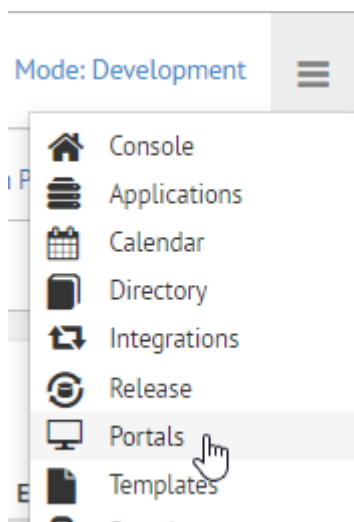 Mode: Development
Console
Applications
Calendar
Directory
Integrations
Release
Portals
Templates